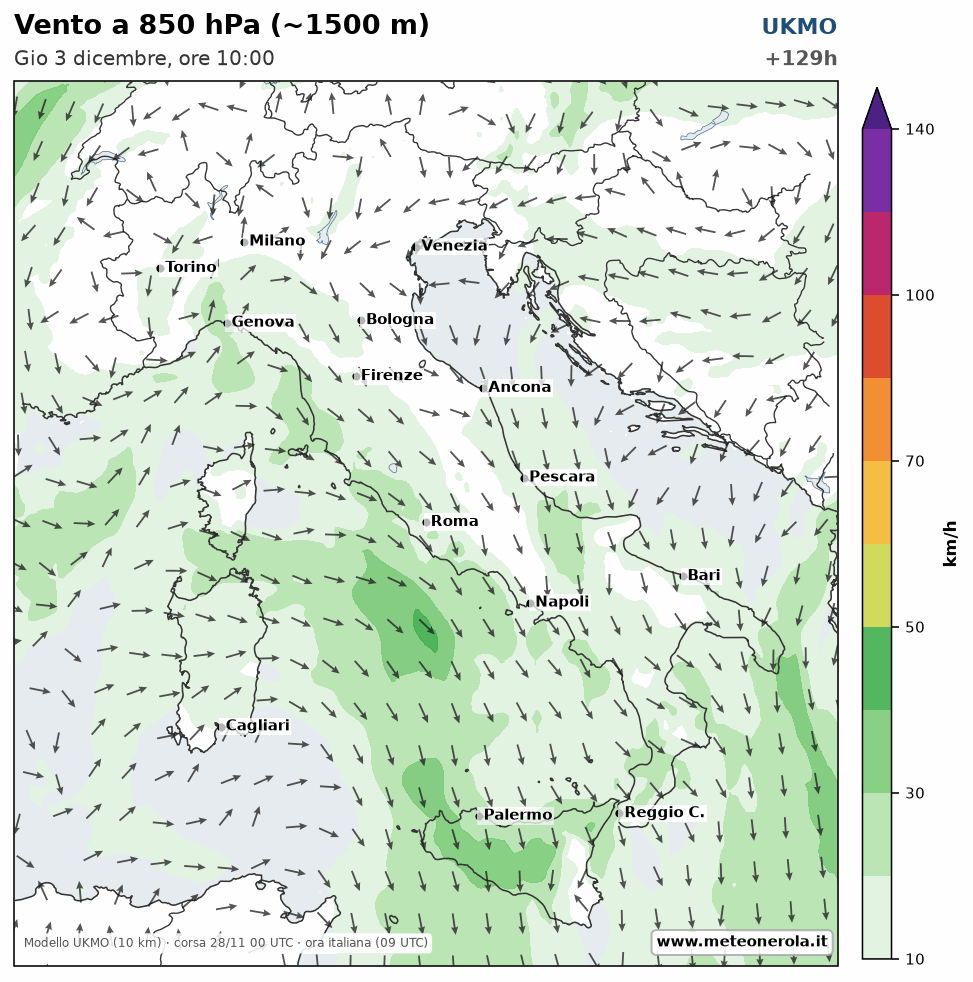 Vento a 850 hPa (~1500 m)
UKMO
Gio 3 dicembre, ore 10:00
+129h
140
100
70
50
30
10
km/h
Milano
Venezia
Torino
Genova
Bologna
Firenze
Ancona
Pescara
Roma
Bari
Napoli
Cagliari
Palermo
Reggio C.
Modello UKMO (10 km) · corsa 28/11 00 UTC · ora italiana (09 UTC)
www.meteonerola.it